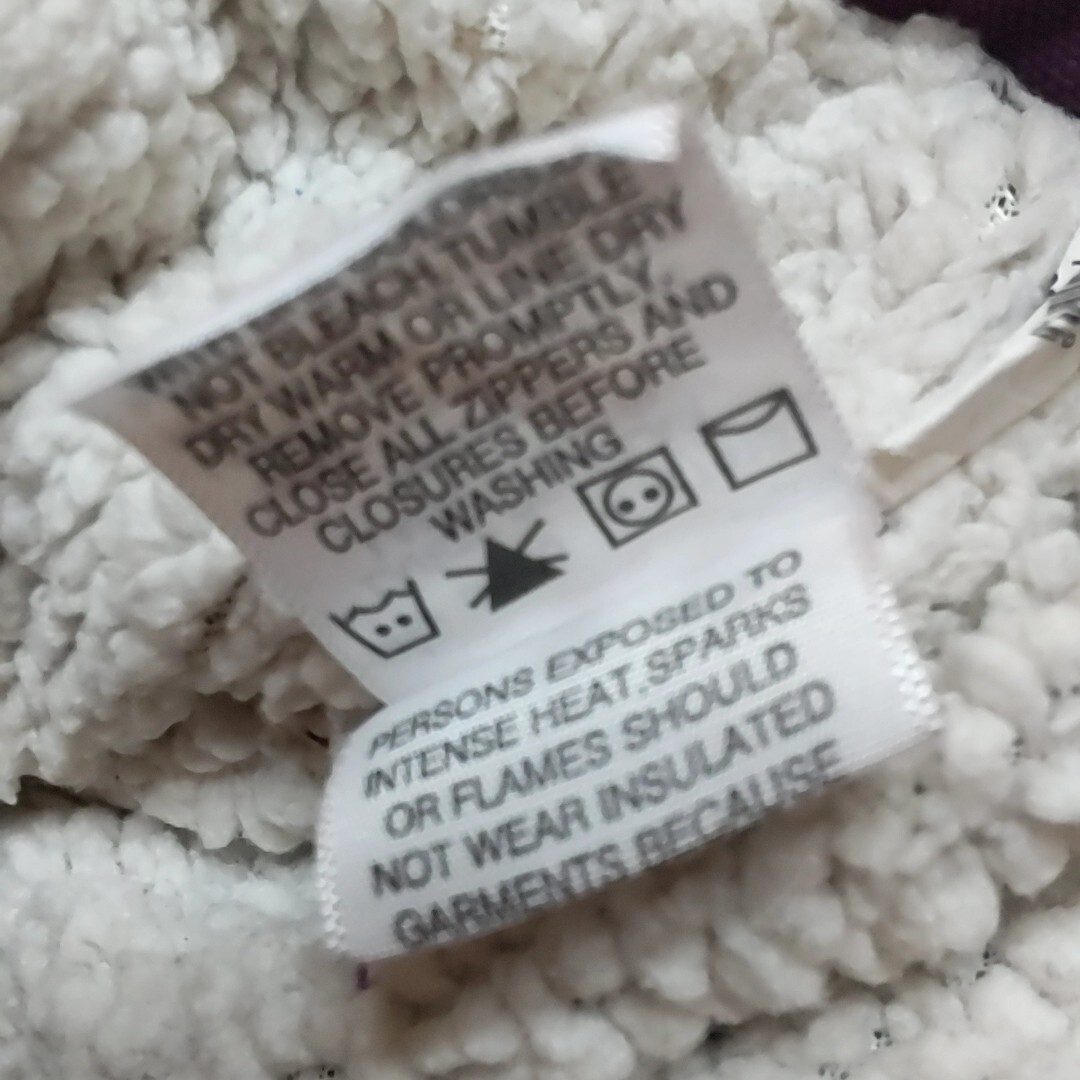 NOT BLEACH TUMBLE
DRY WARM OR LINE DRY
REMOVE PROMPTLY.
CLOSE ALL ZIPPERS AND
CLOSURES BEFORE
WASHING
PERSONS EXPOSED TO
INTENSE HEAT, SPARKS
OR FLAMES SHOULD
NOT WEAR INSULATED
GARMENTS BECAUSE